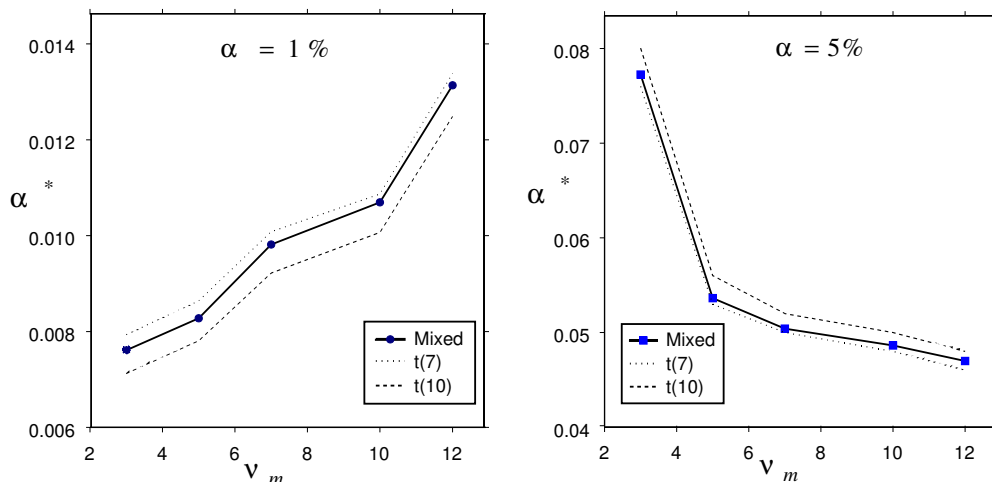 α = 1 %
0.014
0.012
0.010
0.008
0.006
α *
Mixed
t(7)
t(10)
2 4 6 8 10 12
ν m
α = 5%
0.08
0.07
0.06
0.05
0.04
α *
Mixed
t(7)
t(10)
2 4 6 8 10 12
ν m